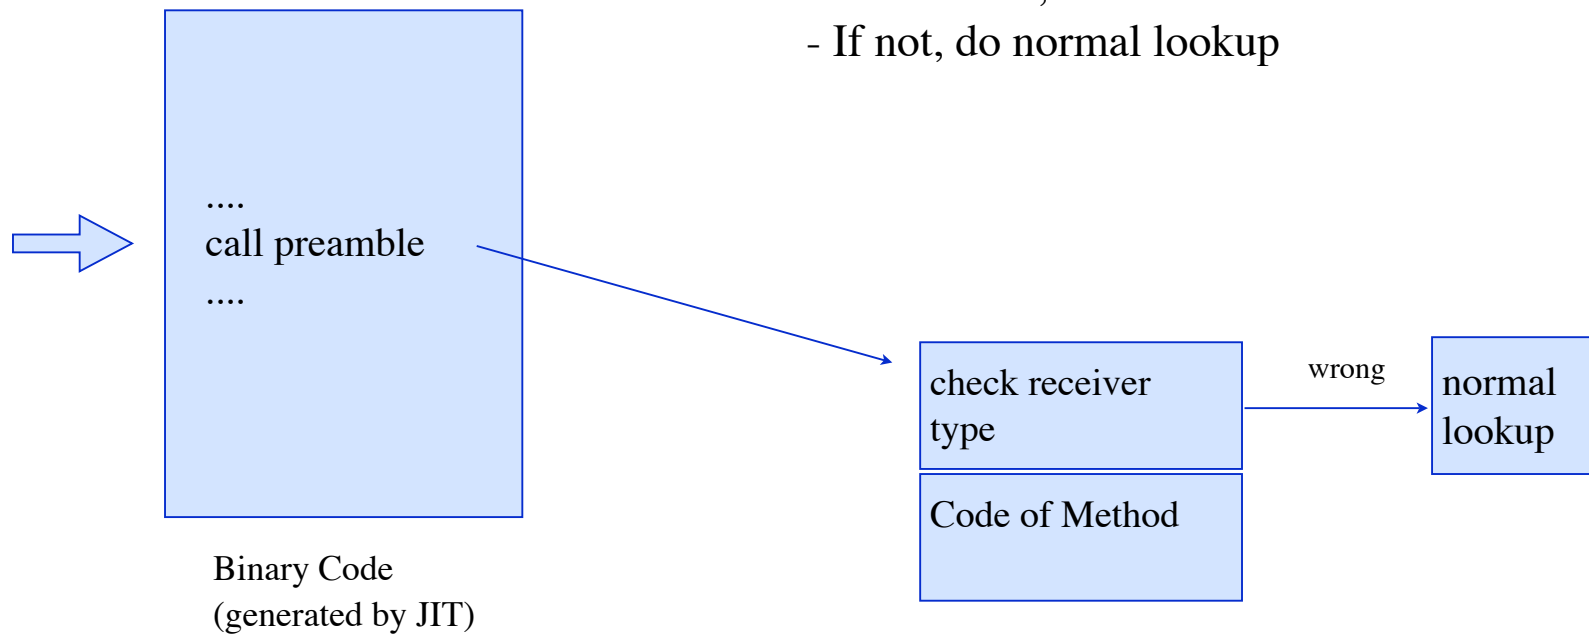 - If not, do normal lookup
....
call preamble
....
check receiver
type
wrong
normal
lookup
Code of Method
Binary Code
(generated by JIT)